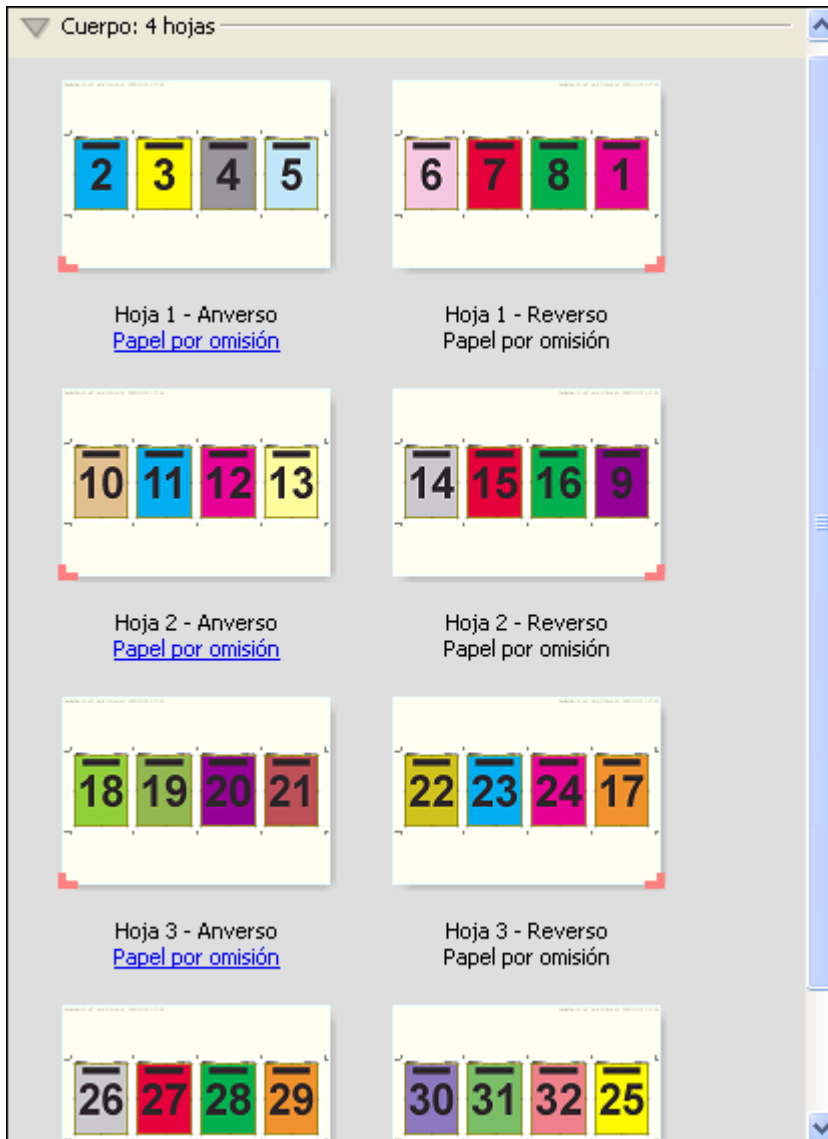 Cuerpo: 4 hojas
2 3 4 5
6 7 8 1
Hoja 1 - Anverso
Papel por omisión
Hoja 1 - Reverso
Papel por omisión
10 11 12 13
14 15 16 9
Hoja 2 - Anverso
Papel por omisión
Hoja 2 - Reverso
Papel por omisión
18 19 20 21
22 23 24 17
Hoja 3 - Anverso
Papel por omisión
Hoja 3 - Reverso
Papel por omisión
26 27 28 29
30 31 32 25